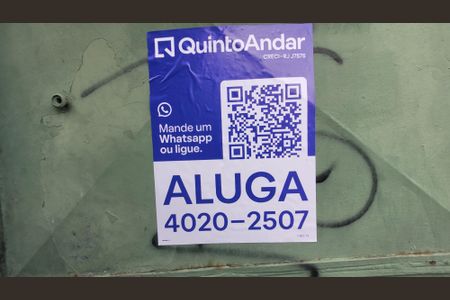 QuintoAndar
CRECI-RJ J7576
Mande um
Whatsapp
ou ligue.
ALUGA
4020-2507